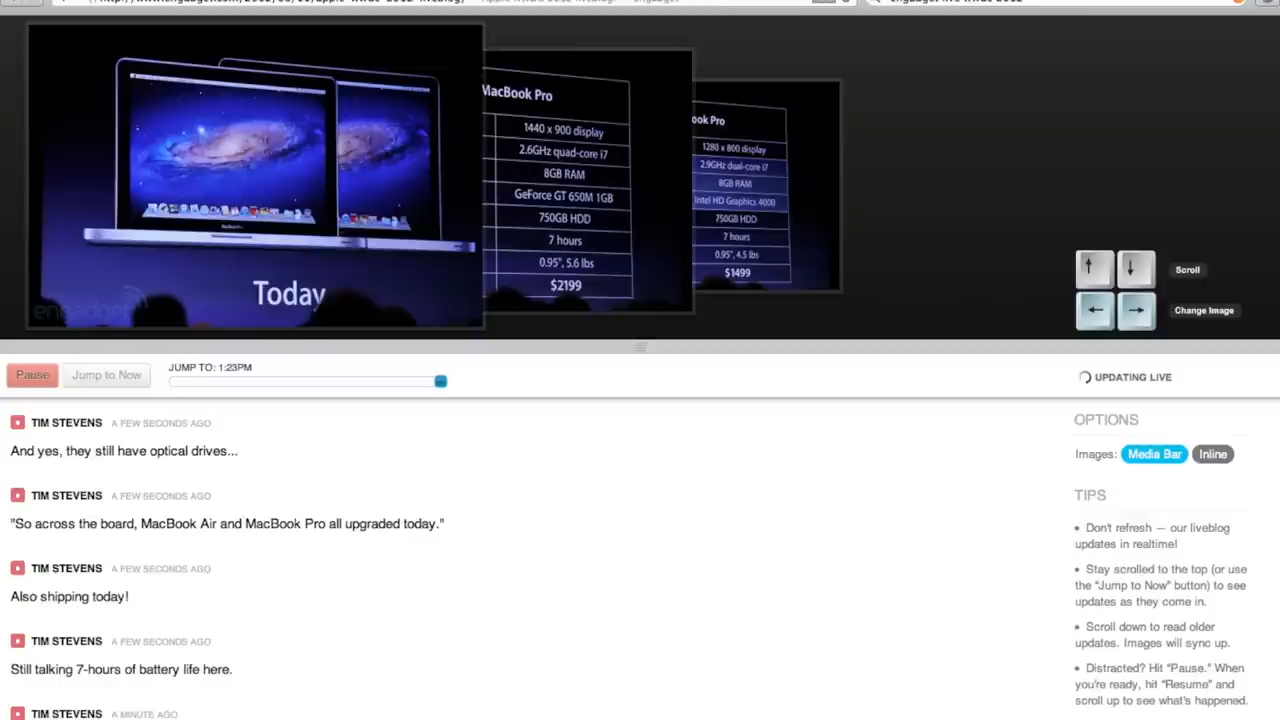 MacBook Pro
1440 x 900 display
2.6GHz quad-core i7
8GB RAM
GeForce GT 650M 1GB
750GB HDD
7 hours
0.95", 5.6 lbs
$2199
ook Pro
1280 x 800 display
2.9GHz dual-core i7
8GB RAM
Intel HD Graphics 4000
750GB HDD
7 hours
0.95", 4.5 lbs
$1499
Today
engadget
Scroll
Change Image
Pause
Jump to Now
JUMP TO: 1:23PM
UPDATING LIVE
TIM STEVENS A FEW SECONDS AGO
And yes, they still have optical drives...
TIM STEVENS A FEW SECONDS AGO
"So across the board, MacBook Air and MacBook Pro all upgraded today."
TIM STEVENS A FEW SECONDS AGO
Also shipping today!
TIM STEVENS A FEW SECONDS AGO
Still talking 7-hours of battery life here.
TIM STEVENS A MINUTE AGO
OPTIONS
Images: Media Bar Inline
TIPS
• Don't refresh — our liveblog
updates in realtime!
• Stay scrolled to the top (or use
the "Jump to Now" button) to see
updates as they come in.
• Scroll down to read older
updates. Images will sync up.
• Distracted? Hit "Pause." When
you're ready, hit "Resume" and
scroll up to see what's happened.